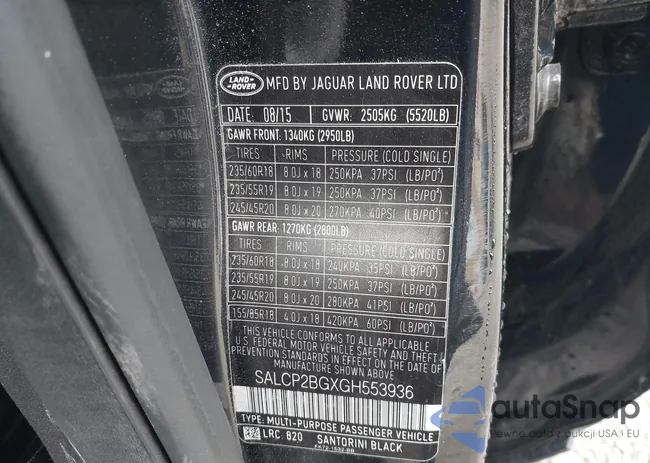 LAND ROVER MFD BY JAGUAR LAND ROVER LTD
DATE: 08/15 GVWR: 2505KG (5520LB)
GAWR FRONT: 1340KG (2950LB)
TIRES RIMS PRESSURE (COLD SINGLE)
235/60R18 8.0J x 18 250KPA 37PSI (LB/PO²)
235/55R19 8.0J x 19 250KPA 37PSI (LB/PO²)
245/45R20 8.0J x 20 270KPA 40PSI (LB/PO²)
GAWR REAR: 1270KG (2800LB)
TIRES RIMS PRESSURE (COLD SINGLE)
235/60R18 8.0J x 18 240KPA 35PSI (LB/PO²)
235/55R19 8.0J x 19 250KPA 37PSI (LB/PO²)
245/45R20 8.0J x 20 280KPA 41PSI (LB/PO²)
155/85R18 4.0J x 18 420KPA 60PSI (LB/PO²)
THIS VEHICLE CONFORMS TO ALL APPLICABLE
U.S. FEDERAL MOTOR VEHICLE SAFETY AND THEFT
PREVENTION STANDARDS IN EFFECT ON THE DATE OF
MANUFACTURE SHOWN ABOVE.
SALCP2BGXGH553936
TYPE: MULTI-PURPOSE PASSENGER VEHICLE
LRC. 820 SANTORINI BLACK
autoSnap
Pewne auto z aukcji USA i EU